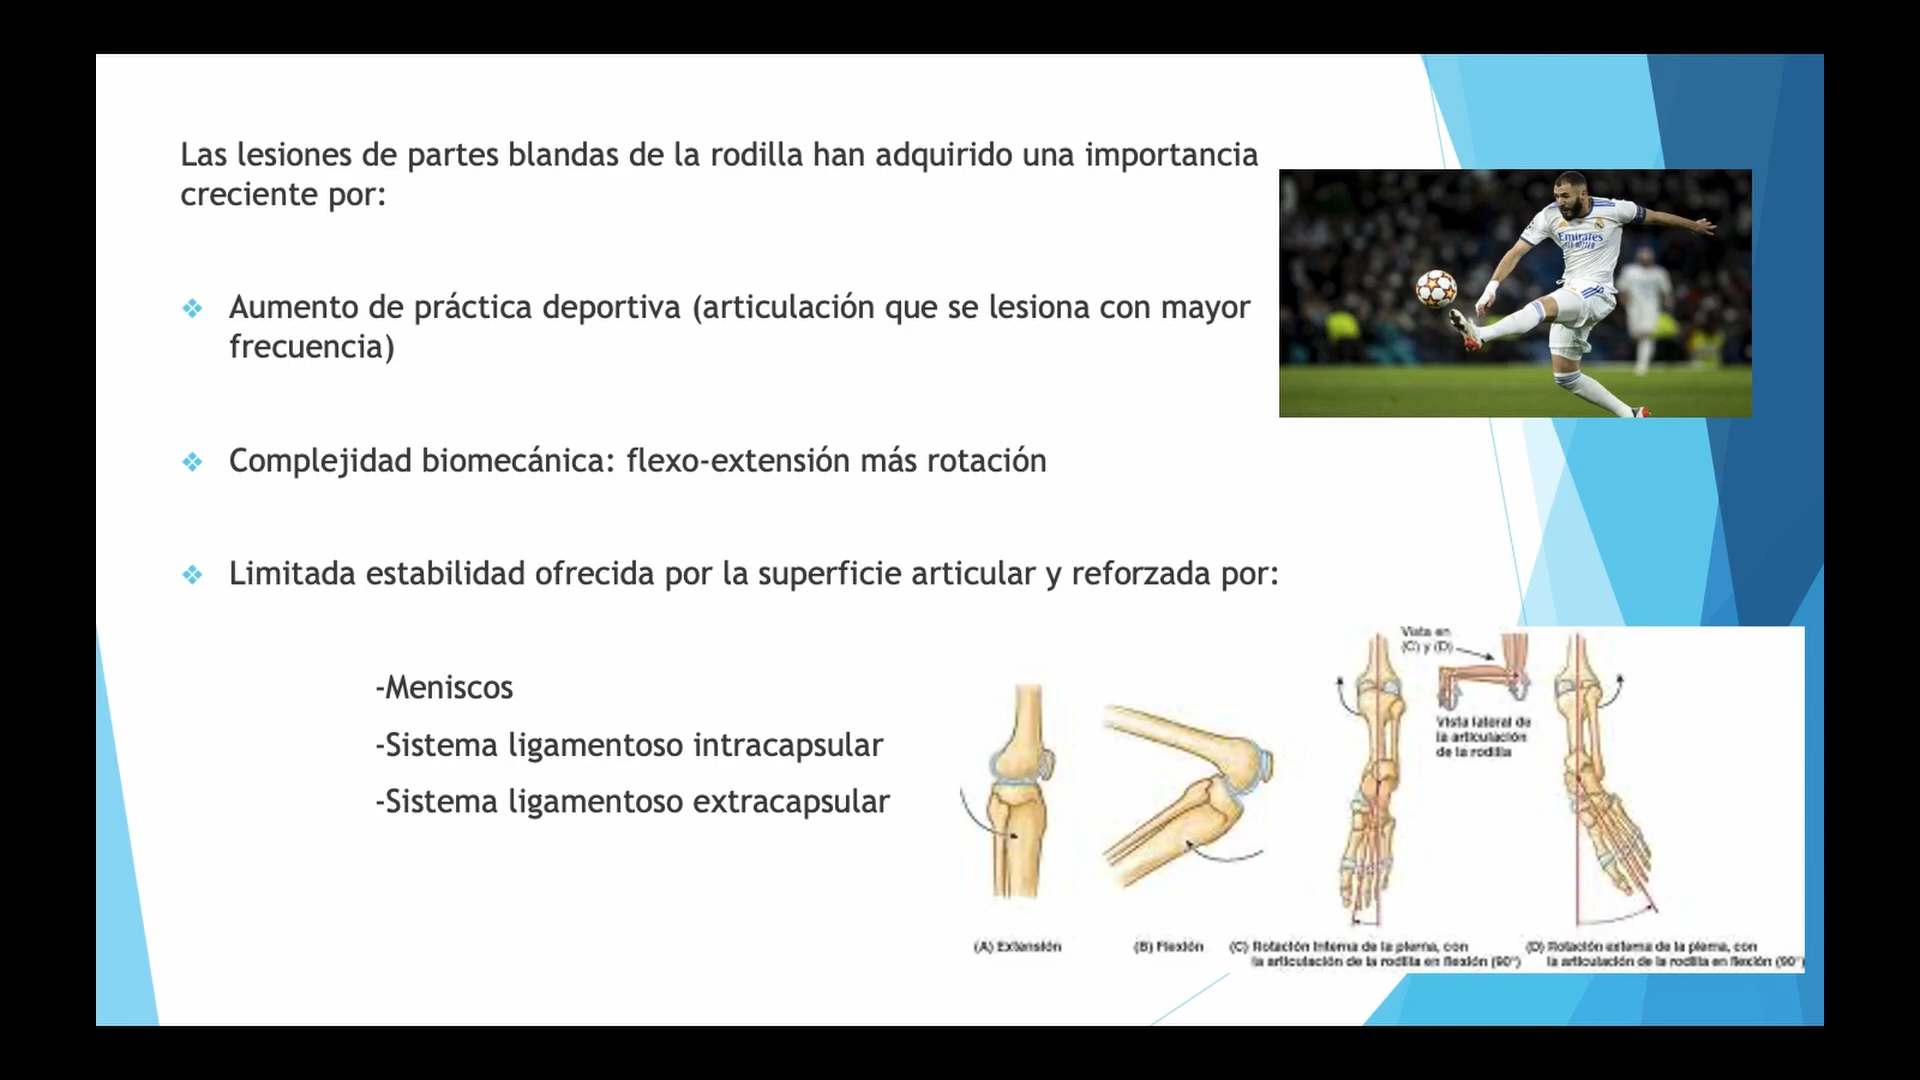 Las lesiones de partes blandas de la rodilla han adquirido una importancia
creciente por:
❖ Aumento de práctica deportiva (articulación que se lesiona con mayor
frecuencia)
❖ Complejidad biomecánica: flexo-extensión más rotación
❖ Limitada estabilidad ofrecida por la superficie articular y reforzada por:
-Meniscos
-Sistema ligamentoso intracapsular
-Sistema ligamentoso extracapsular
Emirates
Vista en
(C) y (D)
Vista lateral de
la articulación
de la rodilla
(A) Extensión
(B) Flexión
(C) Rotación interna de la pierna, con
la articulación de la rodilla en flexión (90°)
(D) Rotación externa de la pierna, con
la articulación de la rodilla en flexión (90°)